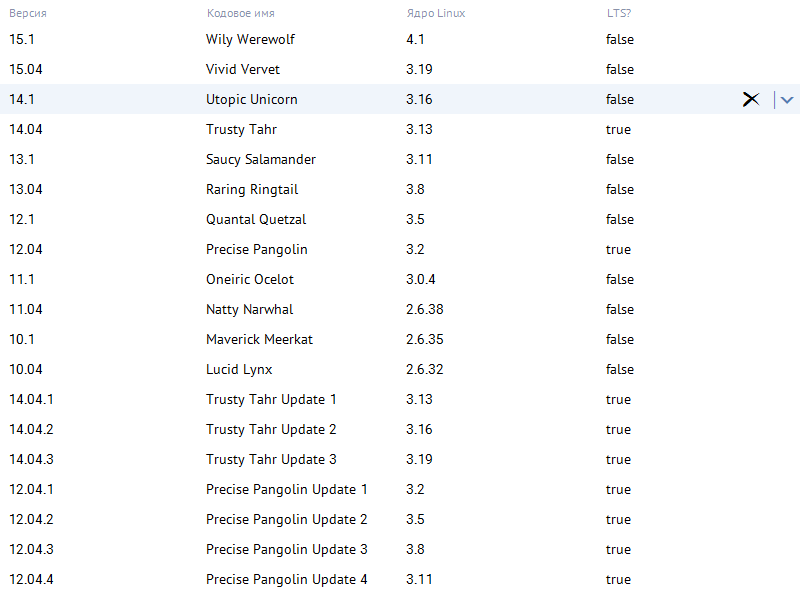 Версия Кодовое имя Ядро Linux LTS?
15.1 Wily Werewolf 4.1 false
15.04 Vivid Vervet 3.19 false
14.1 Utopic Unicorn 3.16 false
14.04 Trusty Tahr 3.13 true
13.1 Saucy Salamander 3.11 false
13.04 Raring Ringtail 3.8 false
12.1 Quantal Quetzal 3.5 false
12.04 Precise Pangolin 3.2 true
11.1 Oneiric Ocelot 3.0.4 false
11.04 Natty Narwhal 2.6.38 false
10.1 Maverick Meerkat 2.6.35 false
10.04 Lucid Lynx 2.6.32 false
14.04.1 Trusty Tahr Update 1 3.13 true
14.04.2 Trusty Tahr Update 2 3.16 true
14.04.3 Trusty Tahr Update 3 3.19 true
12.04.1 Precise Pangolin Update 1 3.2 true
12.04.2 Precise Pangolin Update 2 3.5 true
12.04.3 Precise Pangolin Update 3 3.8 true
12.04.4 Precise Pangolin Update 4 3.11 true